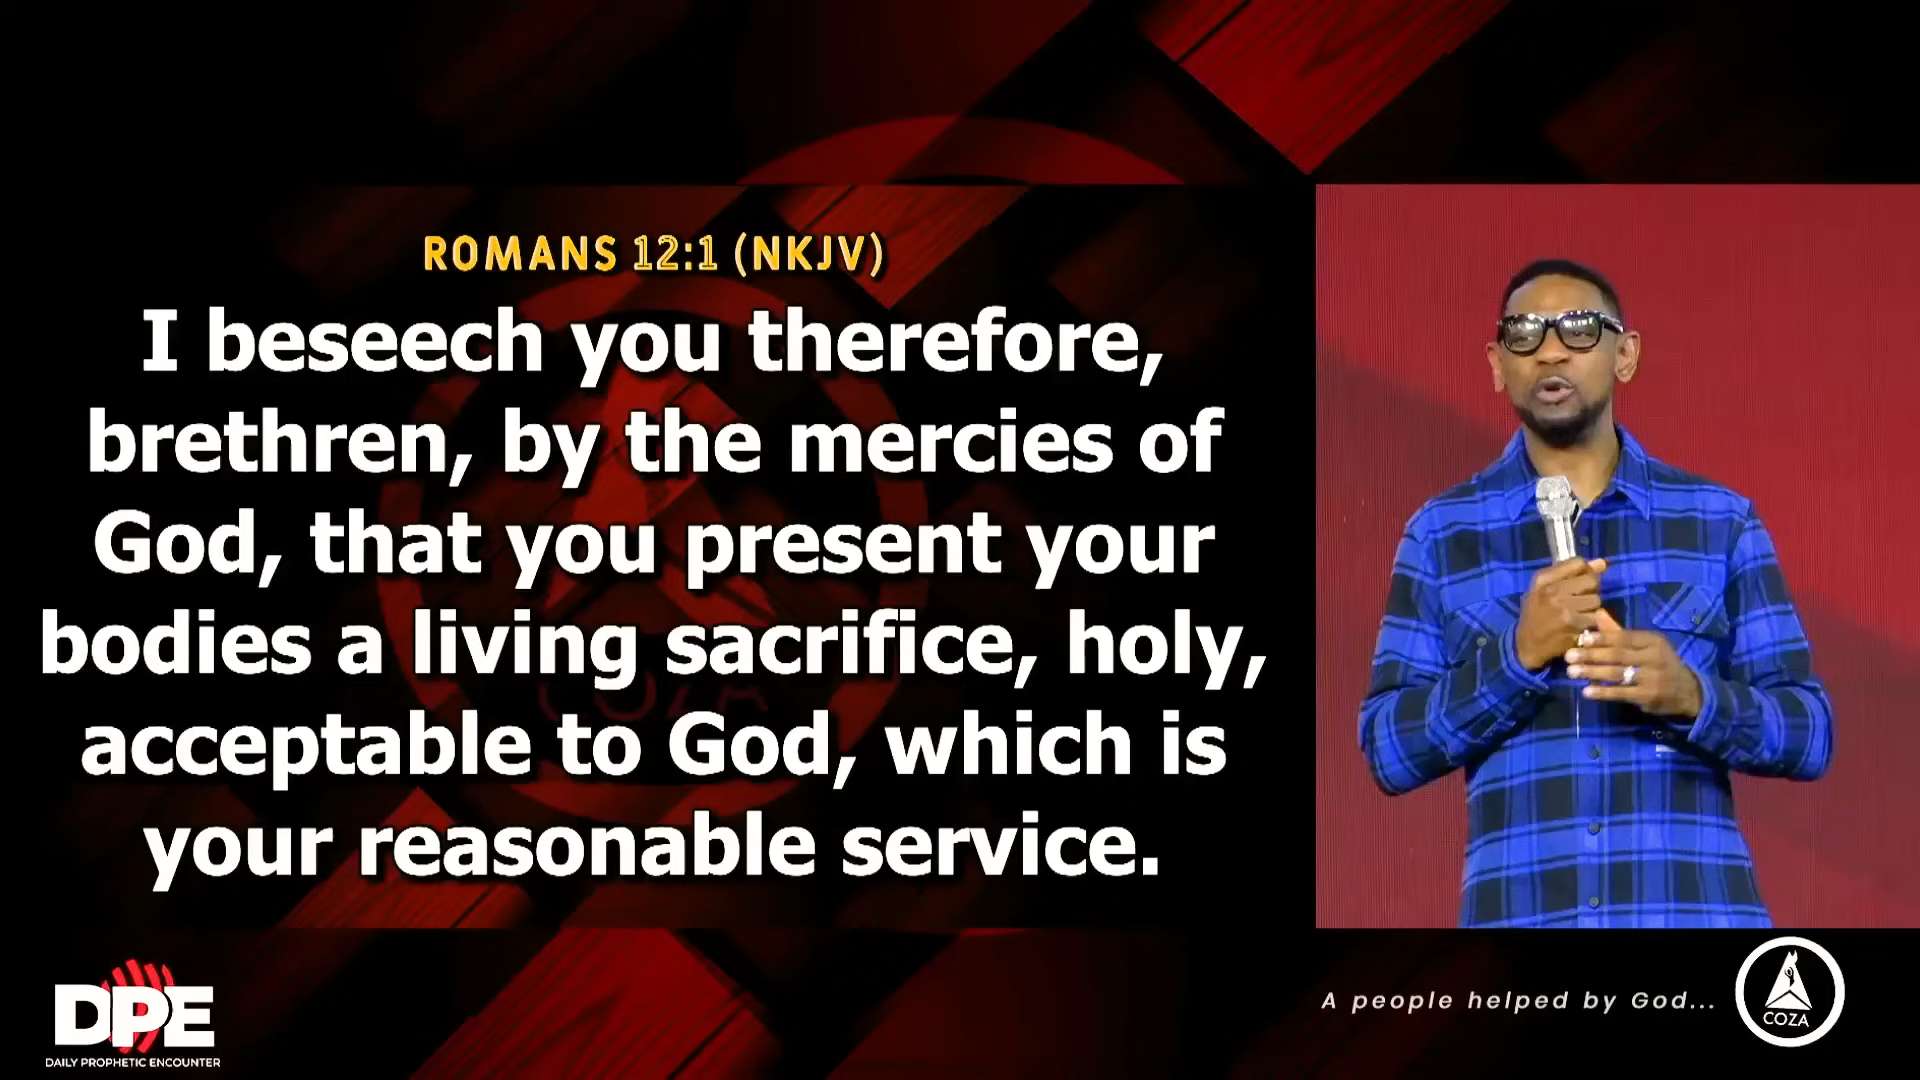 ROMANS 12:1 (NKJV)
I beseech you therefore,
brethren, by the mercies of
God, that you present your
bodies a living sacrifice, holy,
acceptable to God, which is
your reasonable service.
DPE
DAILY PROPHETIC ENCOUNTER
A people helped by God...
COZA
COZA